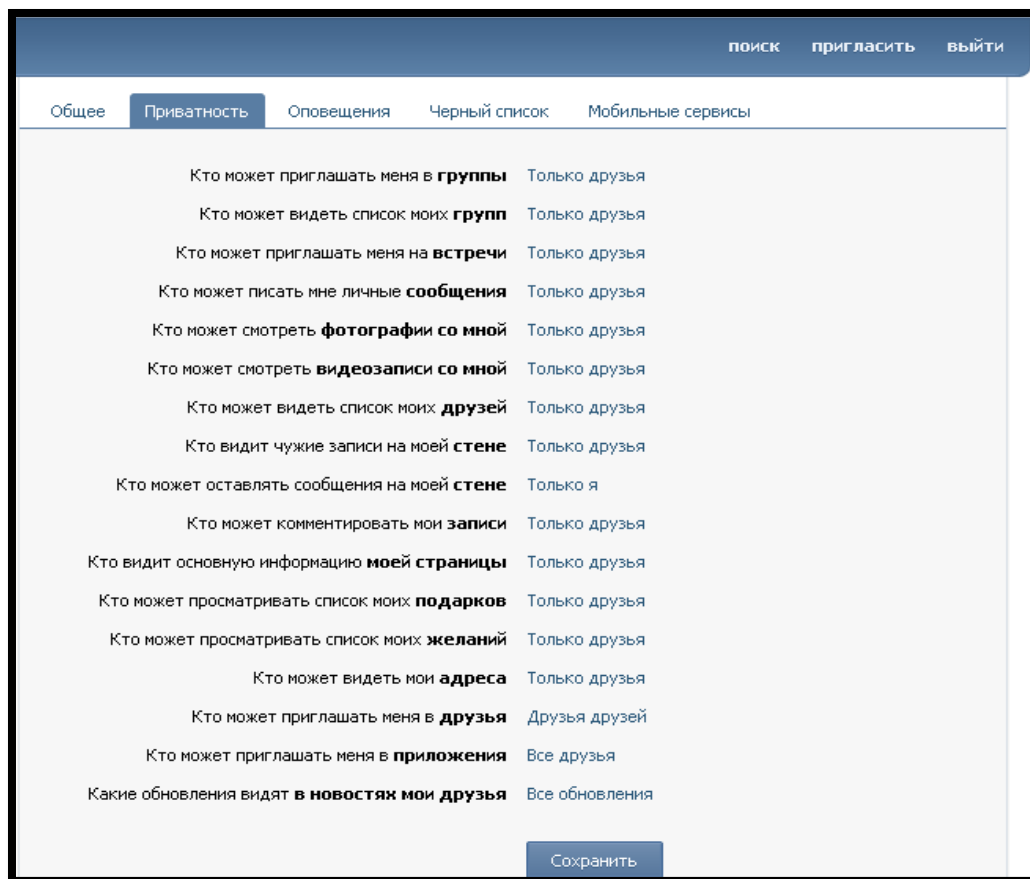 поиск пригласить выйти
Общее Приватность Оповещения Черный список Мобильные сервисы
Кто может приглашать меня в группы Только друзья
Кто может видеть список моих групп Только друзья
Кто может приглашать меня на встречи Только друзья
Кто может писать мне личные сообщения Только друзья
Кто может смотреть фотографии со мной Только друзья
Кто может смотреть видеозаписи со мной Только друзья
Кто может видеть список моих друзей Только друзья
Кто видит чужие записи на моей стене Только друзья
Кто может оставлять сообщения на моей стене Только я
Кто может комментировать мои записи Только друзья
Кто видит основную информацию моей страницы Только друзья
Кто может просматривать список моих подарков Только друзья
Кто может просматривать список моих желаний Только друзья
Кто может видеть мои адреса Только друзья
Кто может приглашать меня в друзья Друзья друзей
Кто может приглашать меня в приложения Все друзья
Какие обновления видят в новостях мои друзья Все обновления
Сохранить